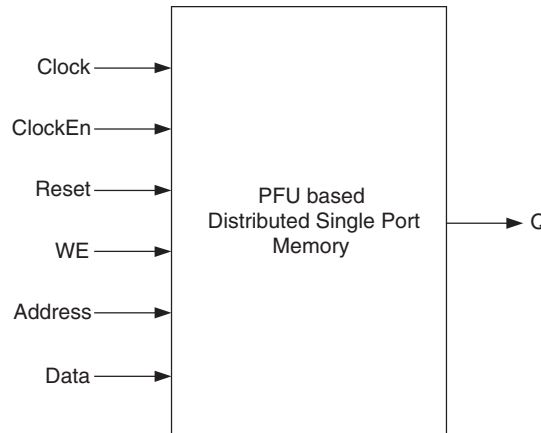 Clock
ClockEn
Reset
WE
Address
Data
PFU based
Distributed Single Port
Memory
Q